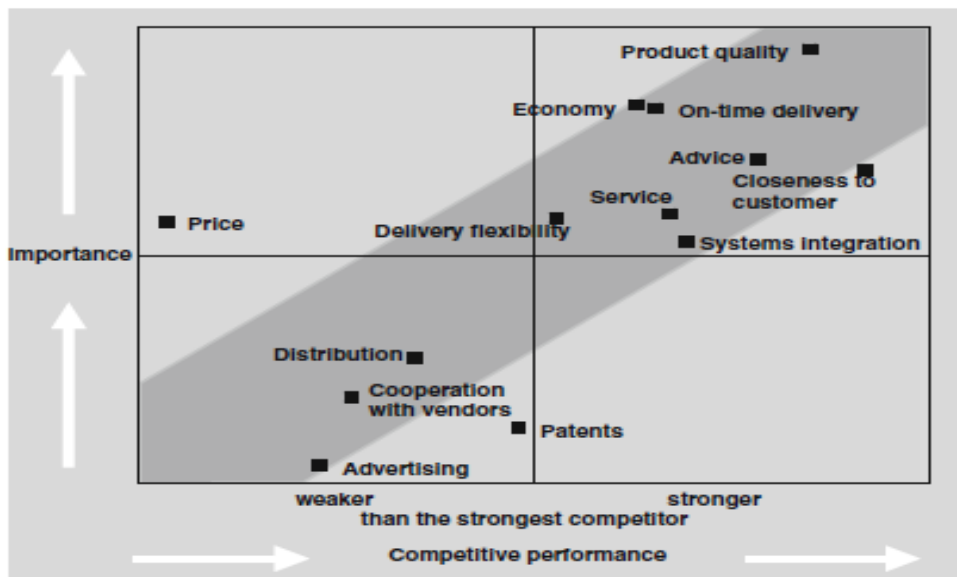 Product quality
Economy
On-time delivery
Advice
Closeness to
customer
Service
Price
Delivery flexibility
Systems integration
Importance
Distribution
Cooperation
with vendors
Patents
Advertising
weaker
stronger
than the strongest competitor
Competitive performance